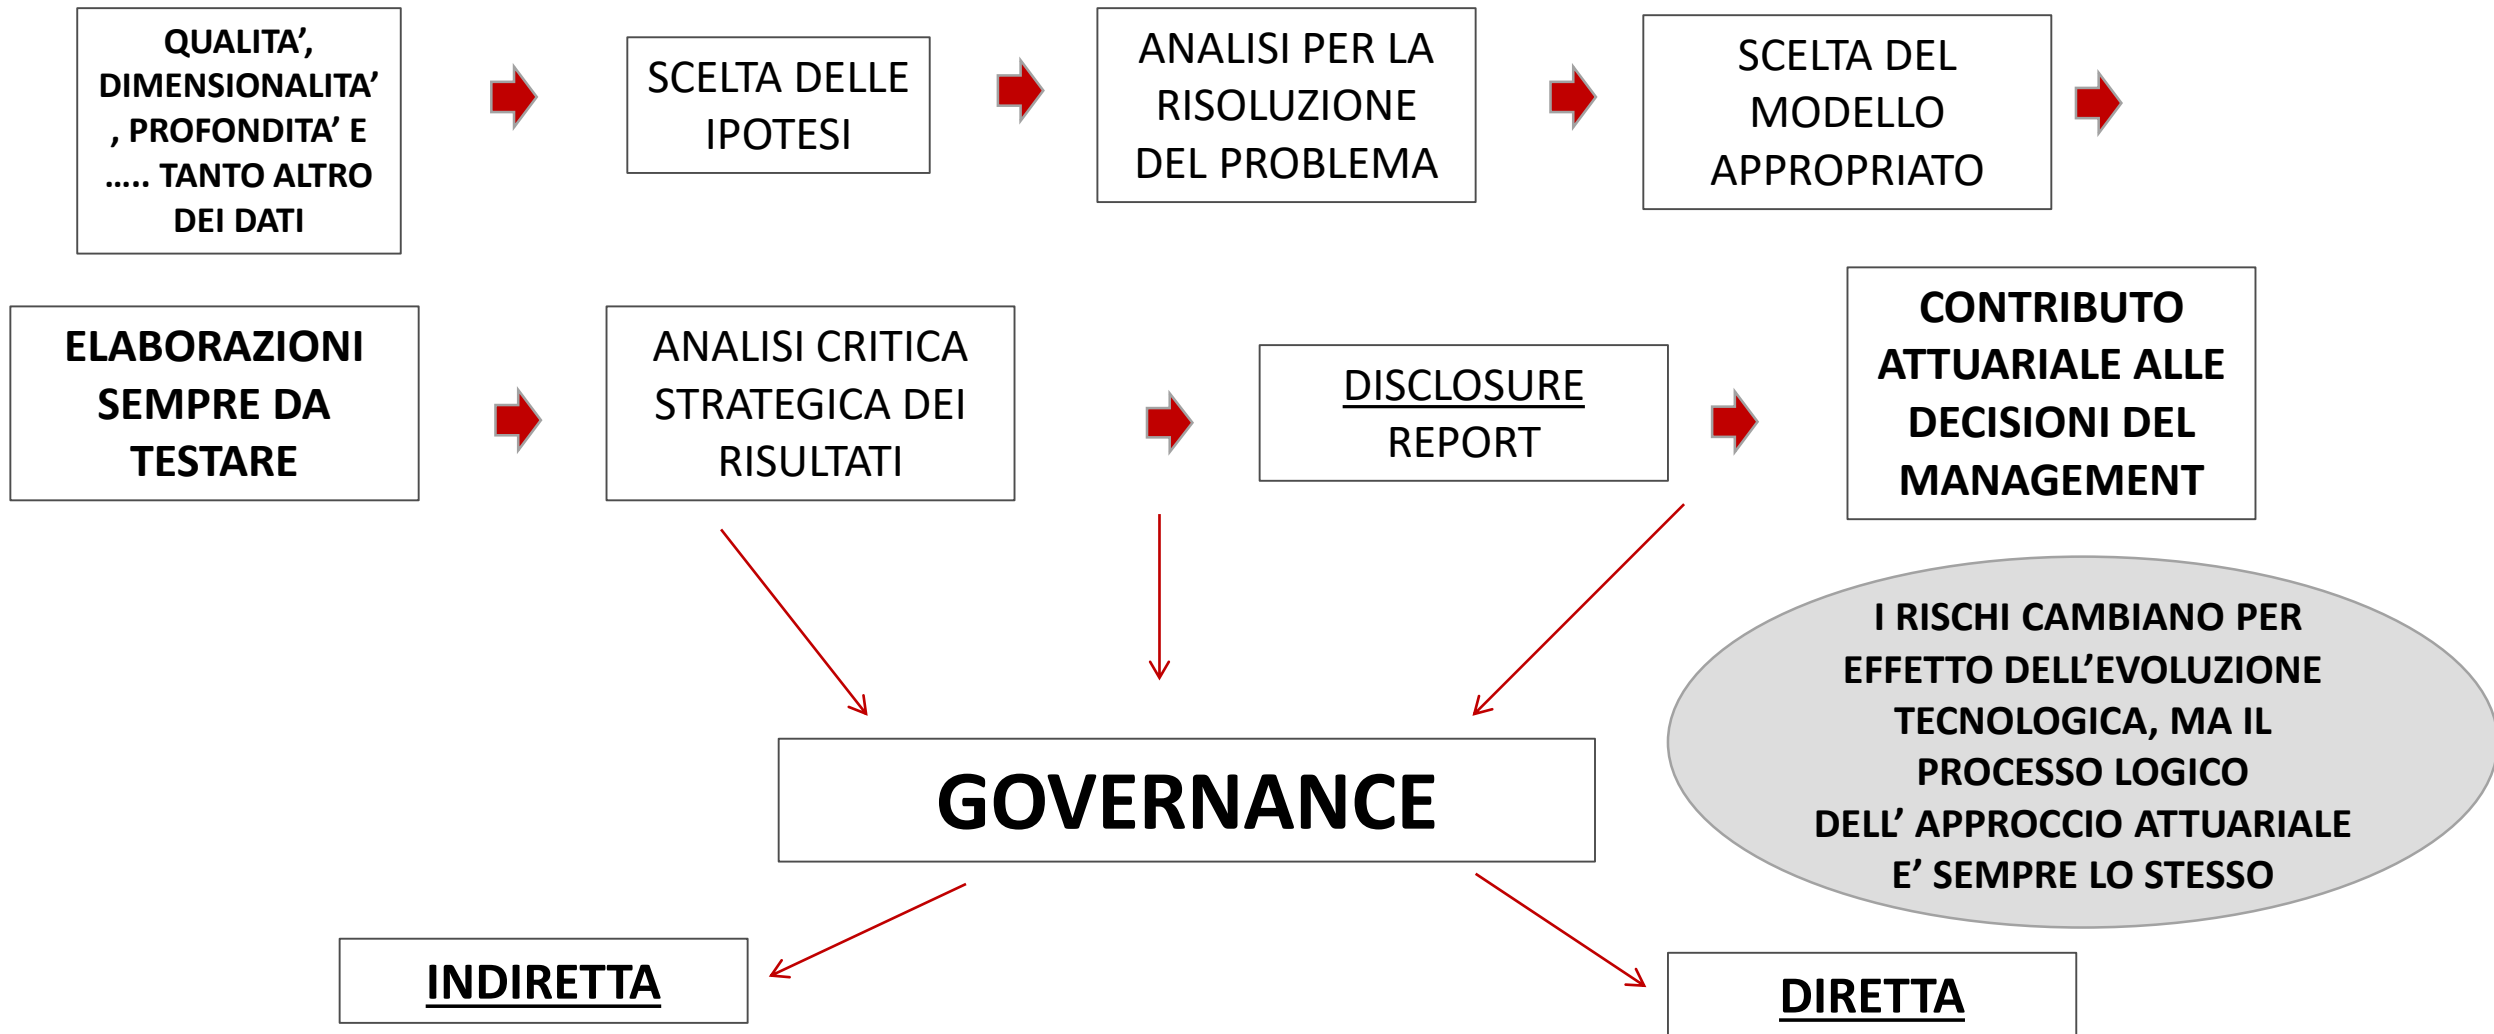 QUALITA’,
DIMENSIONALITA’
, PROFONDITA’ E
….. TANTO ALTRO
DEI DATI
SCELTA DELLE
IPOTESI
ANALISI PER LA
RISOLUZIONE
DEL PROBLEMA
SCELTA DEL
MODELLO
APPROPRIATO
ELABORAZIONI
SEMPRE DA
TESTARE
ANALISI CRITICA
STRATEGICA DEI
RISULTATI
DISCLOSURE
REPORT
CONTRIBUTO
ATTUARIALE ALLE
DECISIONI DEL
MANAGEMENT
I RISCHI CAMBIANO PER
EFFETTO DELL’EVOLUZIONE
TECNOLOGICA, MA IL
PROCESSO LOGICO
DELL’ APPROCCIO ATTUARIALE
E’ SEMPRE LO STESSO
GOVERNANCE
INDIRETTA
DIRETTA